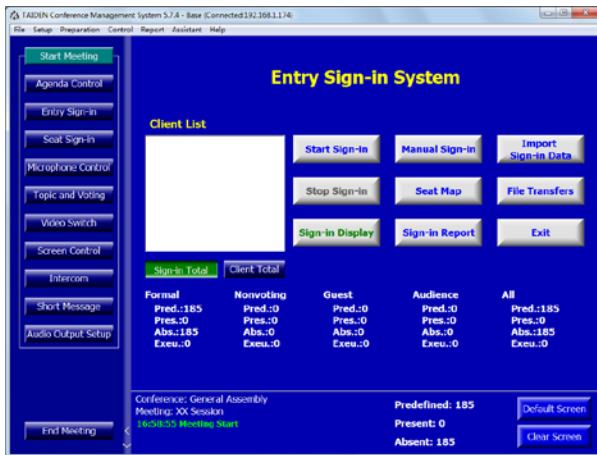 TAIDEN Conference Management System 5.7.4 - Base (Connected:192.168.1.174)
File Setup Preparation Control Report Assistant Help
Start Meeting
Agenda Control
Entry Sign-in
Seat Sign-in
Microphone Control
Topic and Voting
Video Switch
Screen Control
Intercom
Short Message
Audio Output Setup
End Meeting
Entry Sign-in System
Client List
Start Sign-in Manual Sign-in Import
Sign-in Data
Stop Sign-in Seat Map File Transfers
Sign-in Display Sign-in Report Exit
Sign-in Total Client Total
Formal Nonvoting Guest Audience All
Pred.:185 Pred.:0 Pred.:0 Pred.:0 Pred.:185
Pres.:0 Pres.:0 Pres.:0 Pres.:0 Pres.:0
Abs.:185 Abs.:0 Abs.:0 Abs.:0 Abs.:185
Exeu.:0 Exeu.:0 Exeu.:0 Exeu.:0 Exeu.:0
Conference: General Assembly
Meeting: XX Session
16:58:55 Meeting Start
Predefined: 185
Present: 0
Absent: 185
Default Screen
Clear Screen